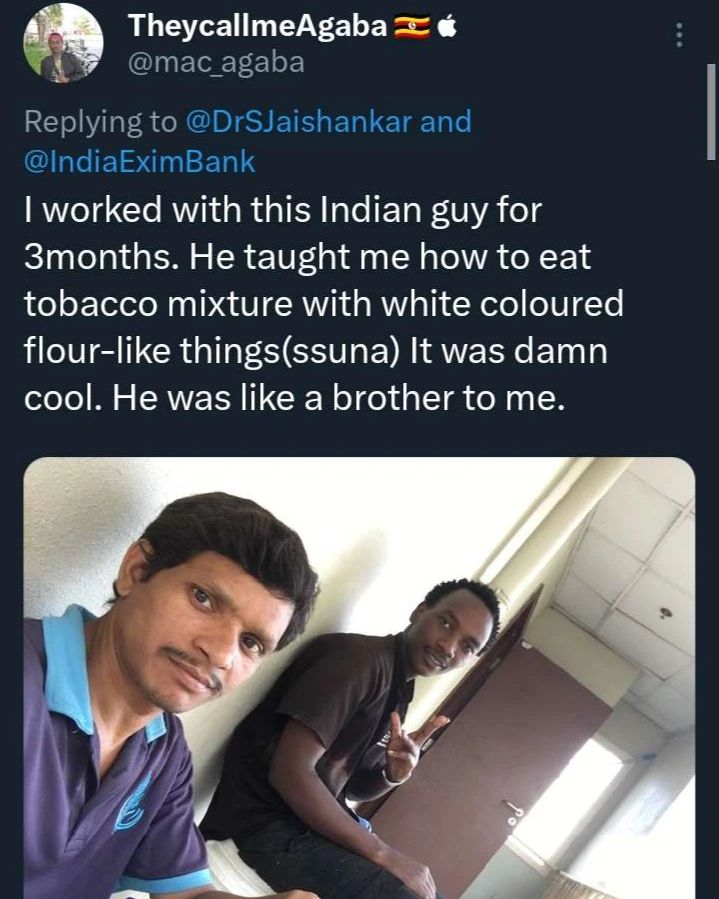 TheycallmeAgaba🇺🇬
@mac_agaba
Replying to @DrSJaishankar and
@IndiaEximBank
I worked with this Indian guy for
3months. He taught me how to eat
tobacco mixture with white coloured
flour-like things(ssuna) It was damn
cool. He was like a brother to me.